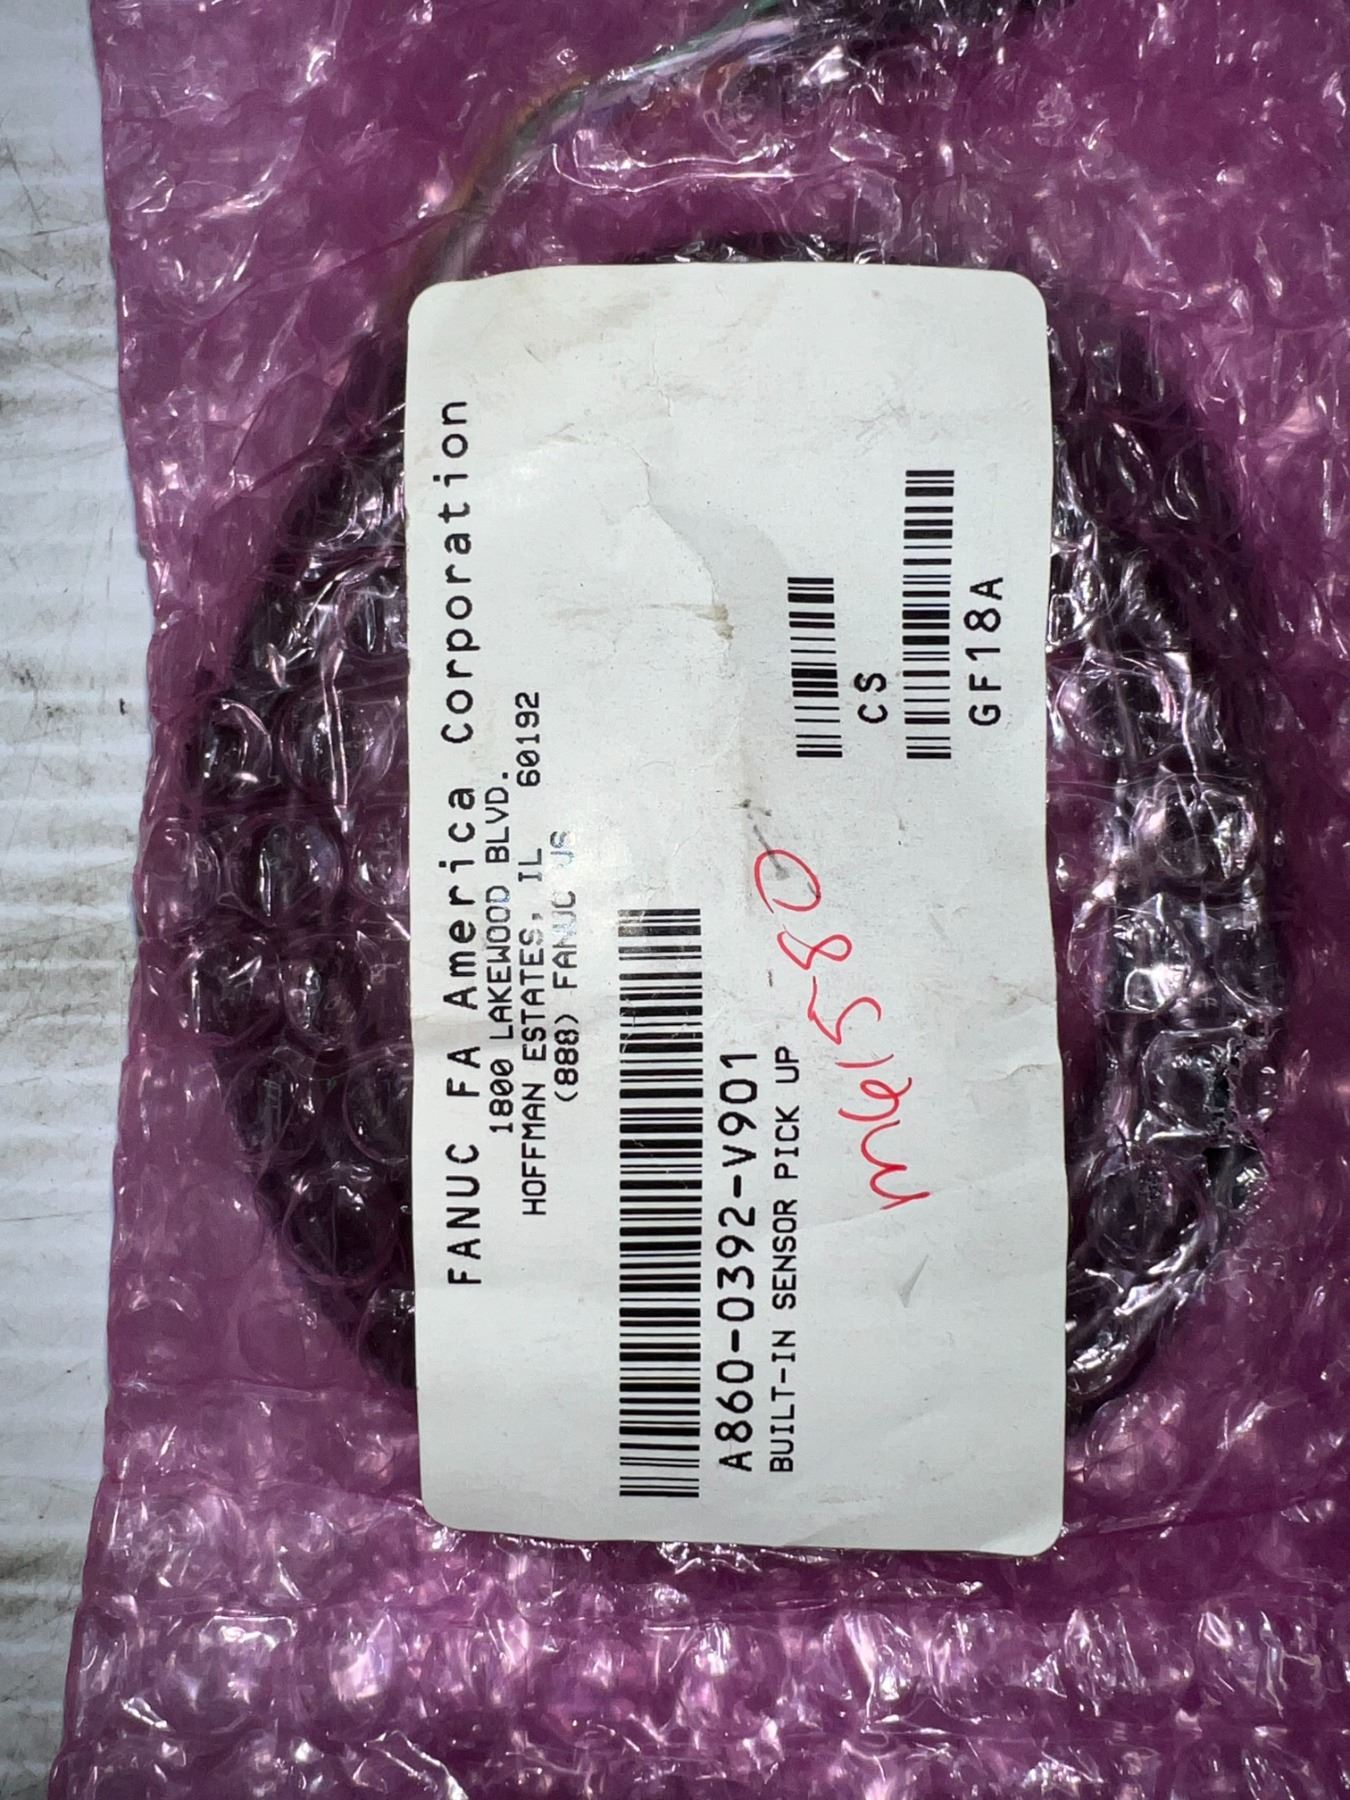 FANUC FA America Corporation
1800 LAKEWOOD BLVD.
HOFFMAN ESTATES, IL 60192
(888) FANUC US
A860-0392-V901
BUILT-IN SENSOR PICK UP
CS
GF18A